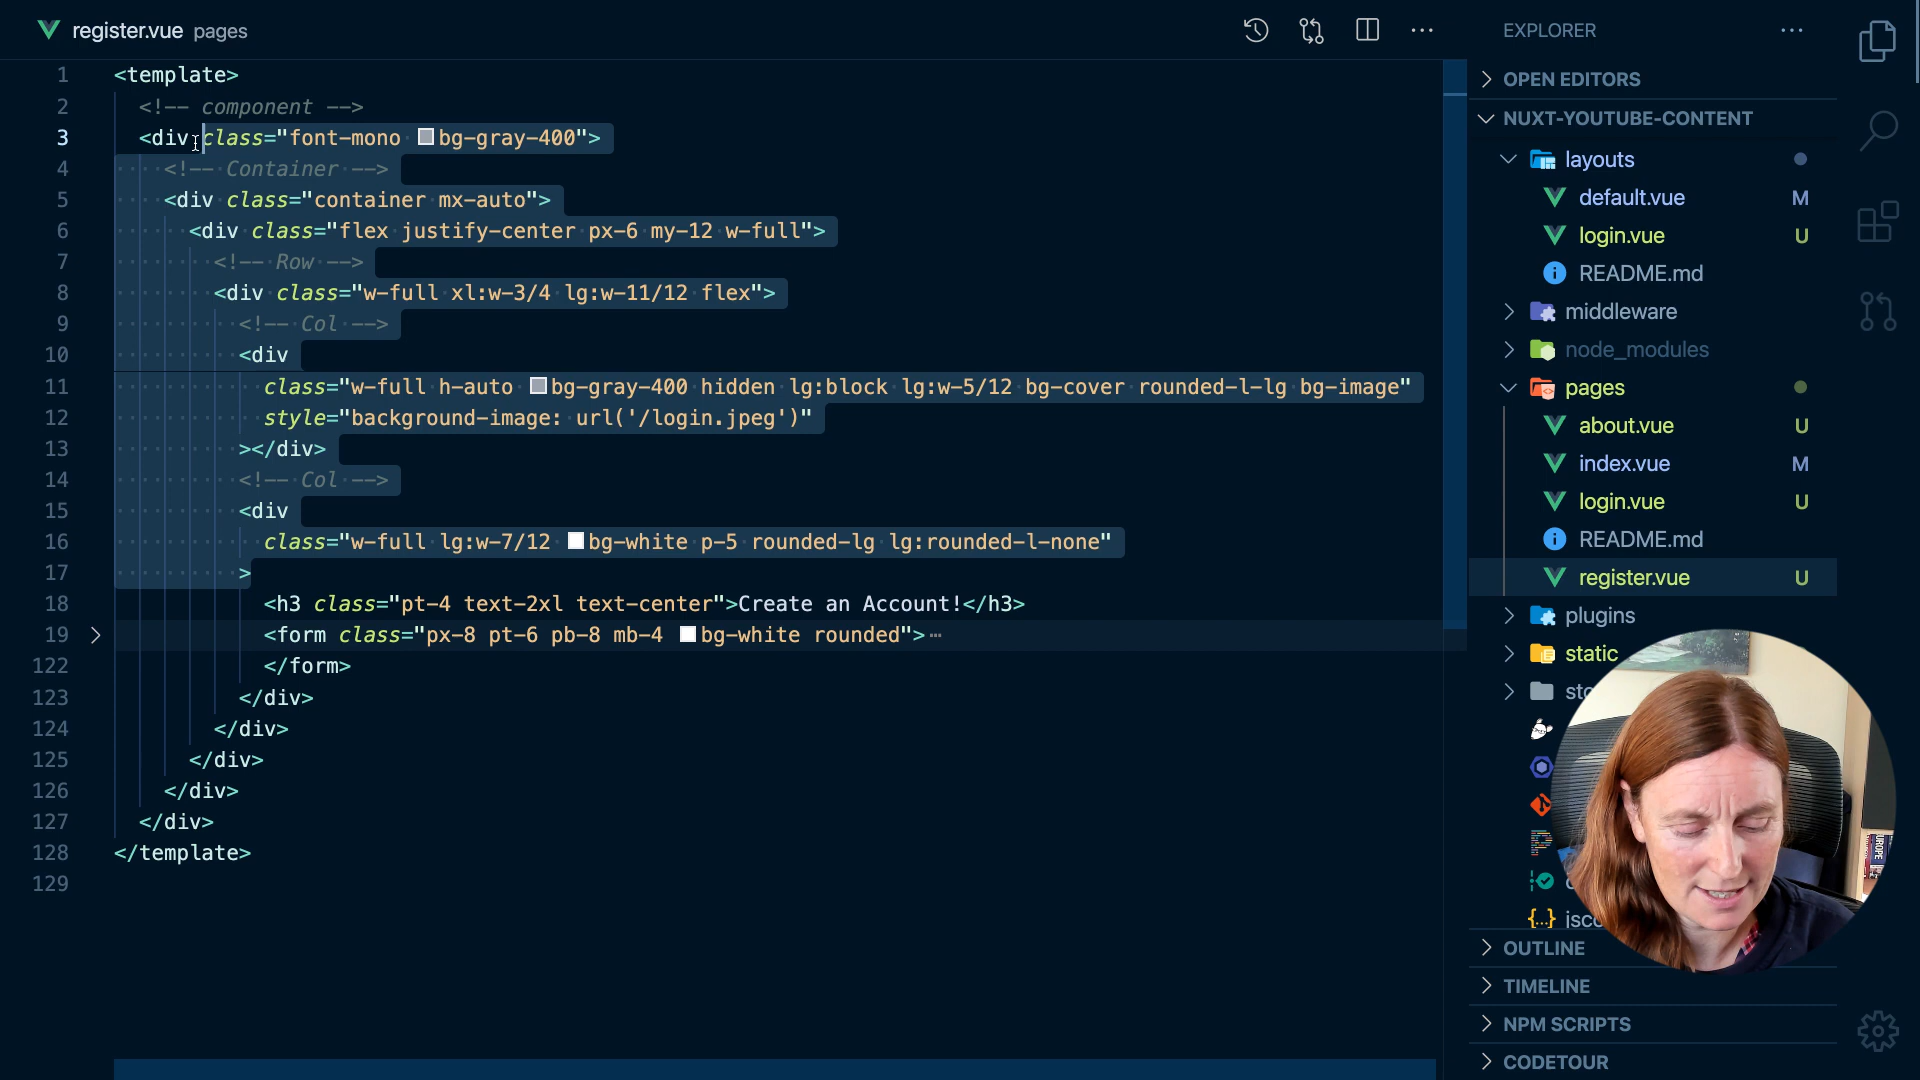 register.vue pages
1 <template>
2 <!-- component -->
3 <div class="font-mono bg-gray-400">
4 <!-- Container -->
5 <div class="container mx-auto">
6 <div class="flex justify-center px-6 my-12 w-full">
7 <!-- Row -->
8 <div class="w-full xl:w-3/4 lg:w-11/12 flex">
9 <!-- Col -->
10 <div
11 class="w-full h-auto bg-gray-400 hidden lg:block lg:w-5/12 bg-cover rounded-l-lg bg-image"
12 style="background-image: url('/login.jpeg')"
13 ></div>
14 <!-- Col -->
15 <div
16 class="w-full lg:w-7/12 bg-white p-5 rounded-lg lg:rounded-l-none"
17 >
18 <h3 class="pt-4 text-2xl text-center">Create an Account!</h3>
19 <form class="px-8 pt-6 pb-8 mb-4 bg-white rounded">
122 </form>
123 </div>
124 </div>
125 </div>
126 </div>
127 </div>
128 </template>
129
EXPLORER
OPEN EDITORS
NUXT-YOUTUBE-CONTENT
layouts
default.vue M
login.vue U
README.md
middleware
node_modules
pages
about.vue U
index.vue M
login.vue U
README.md
register.vue U
plugins
static
OUTLINE
TIMELINE
NPM SCRIPTS
CODETOUR